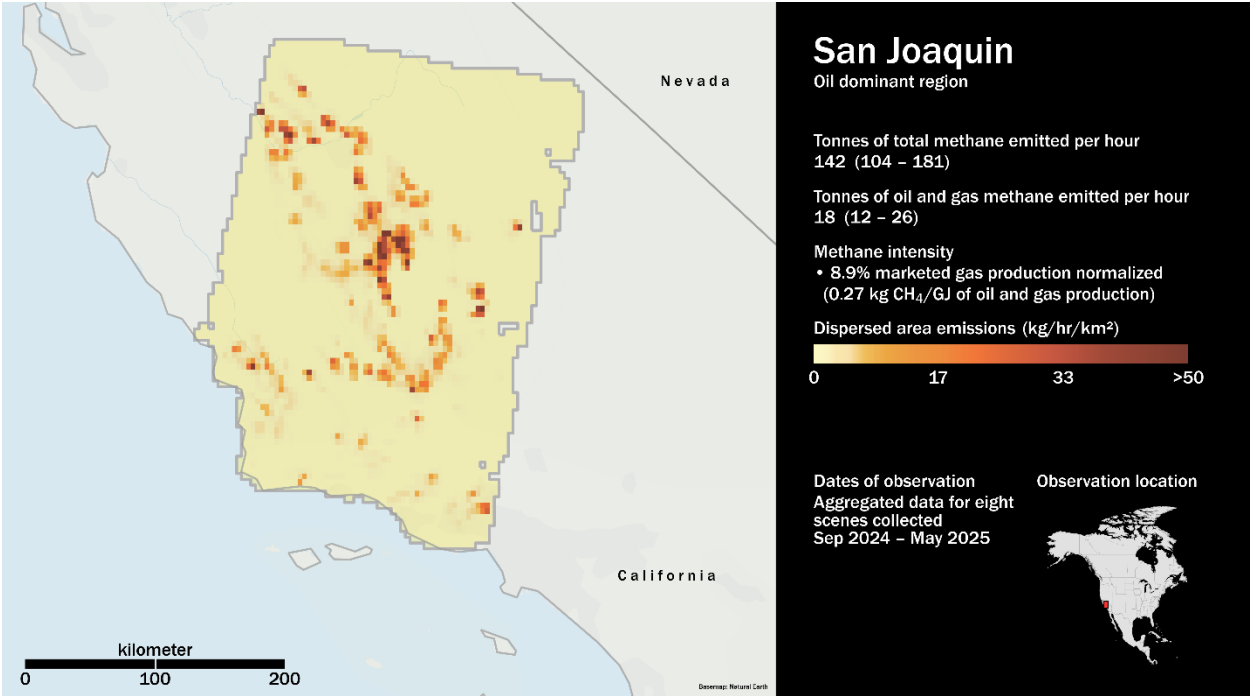 Nevada
California
kilometer
0 100 200
Basemap: Natural Earth
San Joaquin
Oil dominant region
Tonnes of total methane emitted per hour
142 (104 – 181)
Tonnes of oil and gas methane emitted per hour
18 (12 – 26)
Methane intensity
• 8.9% marketed gas production normalized
(0.27 kg CH₄/GJ of oil and gas production)
Dispersed area emissions (kg/hr/km²)
0 17 33 >50
Dates of observation
Aggregated data for eight
scenes collected
Sep 2024 – May 2025
Observation location